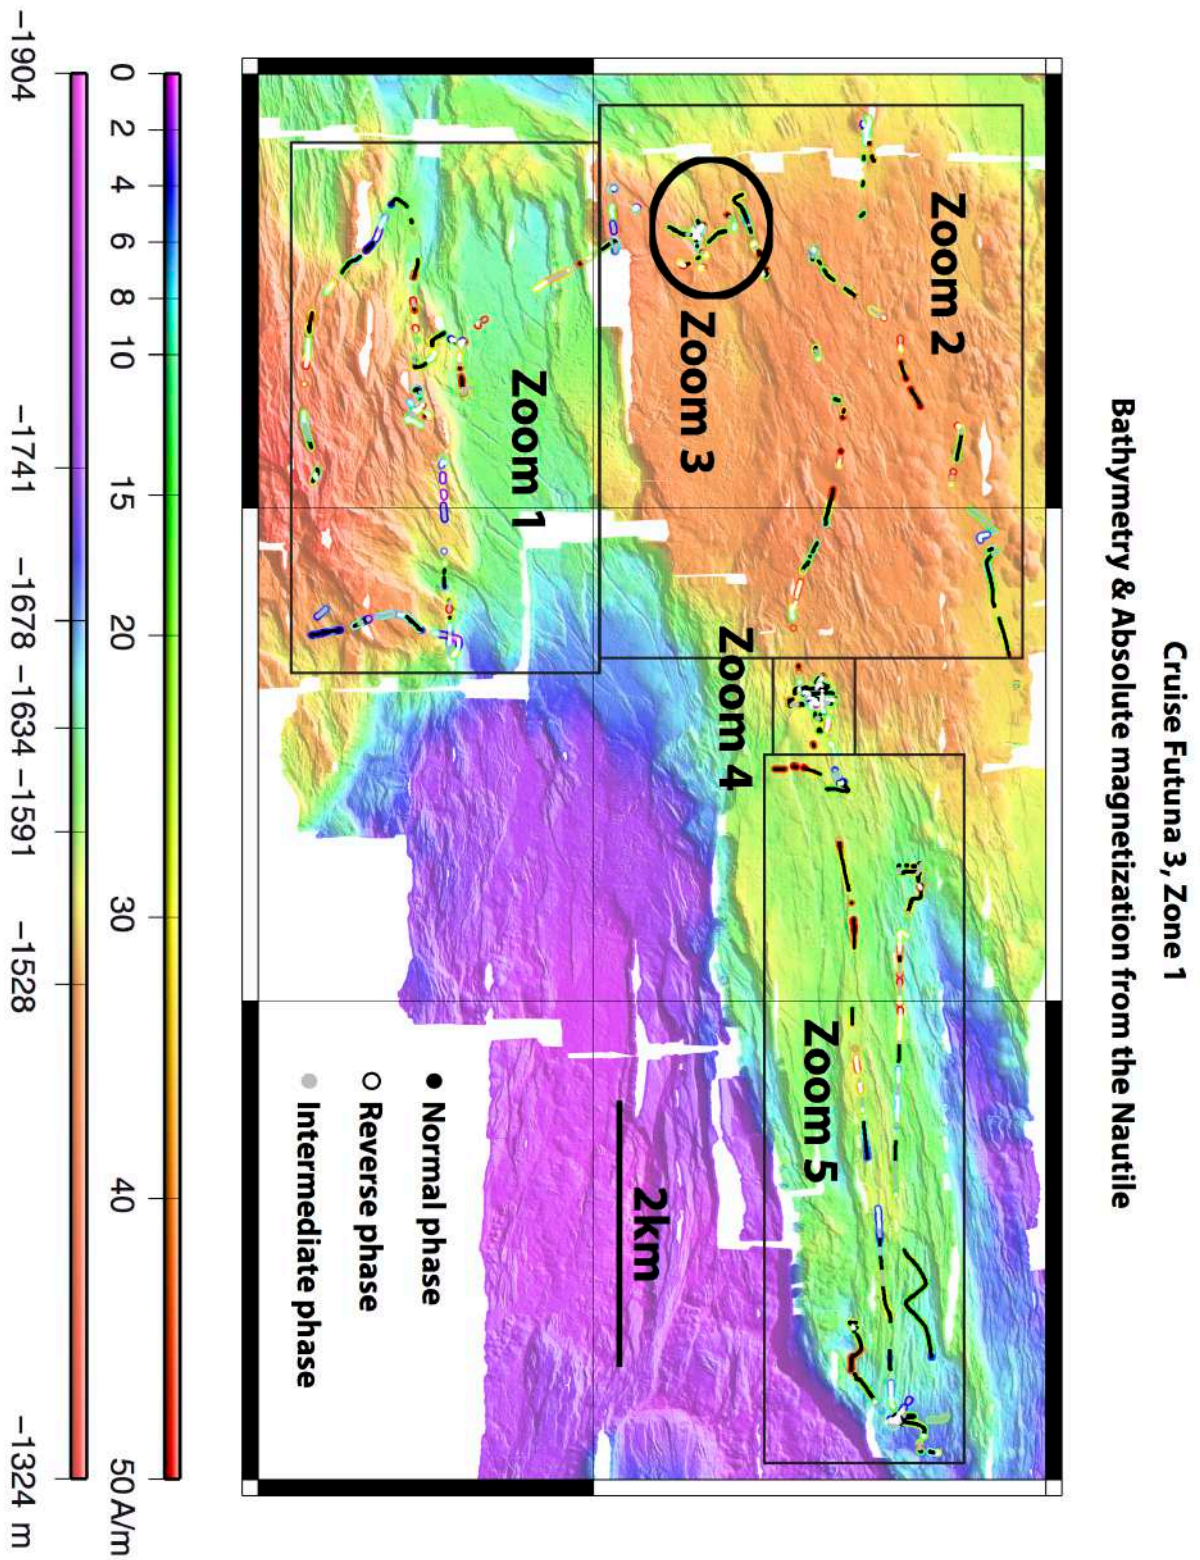 Cruise Futuna 3, Zone 1
Bathymetry & Absolute magnetization from the Nautile
Zoom 2
Zoom 3
Zoom 4
Zoom 1
Zoom 5
2km
Normal phase
Reverse phase
Intermediate phase
0 2 4 6 8 10 15 20 30 40 50 A/m
−1904 −1741 −1678 −1634 −1591 −1528 −1324 m